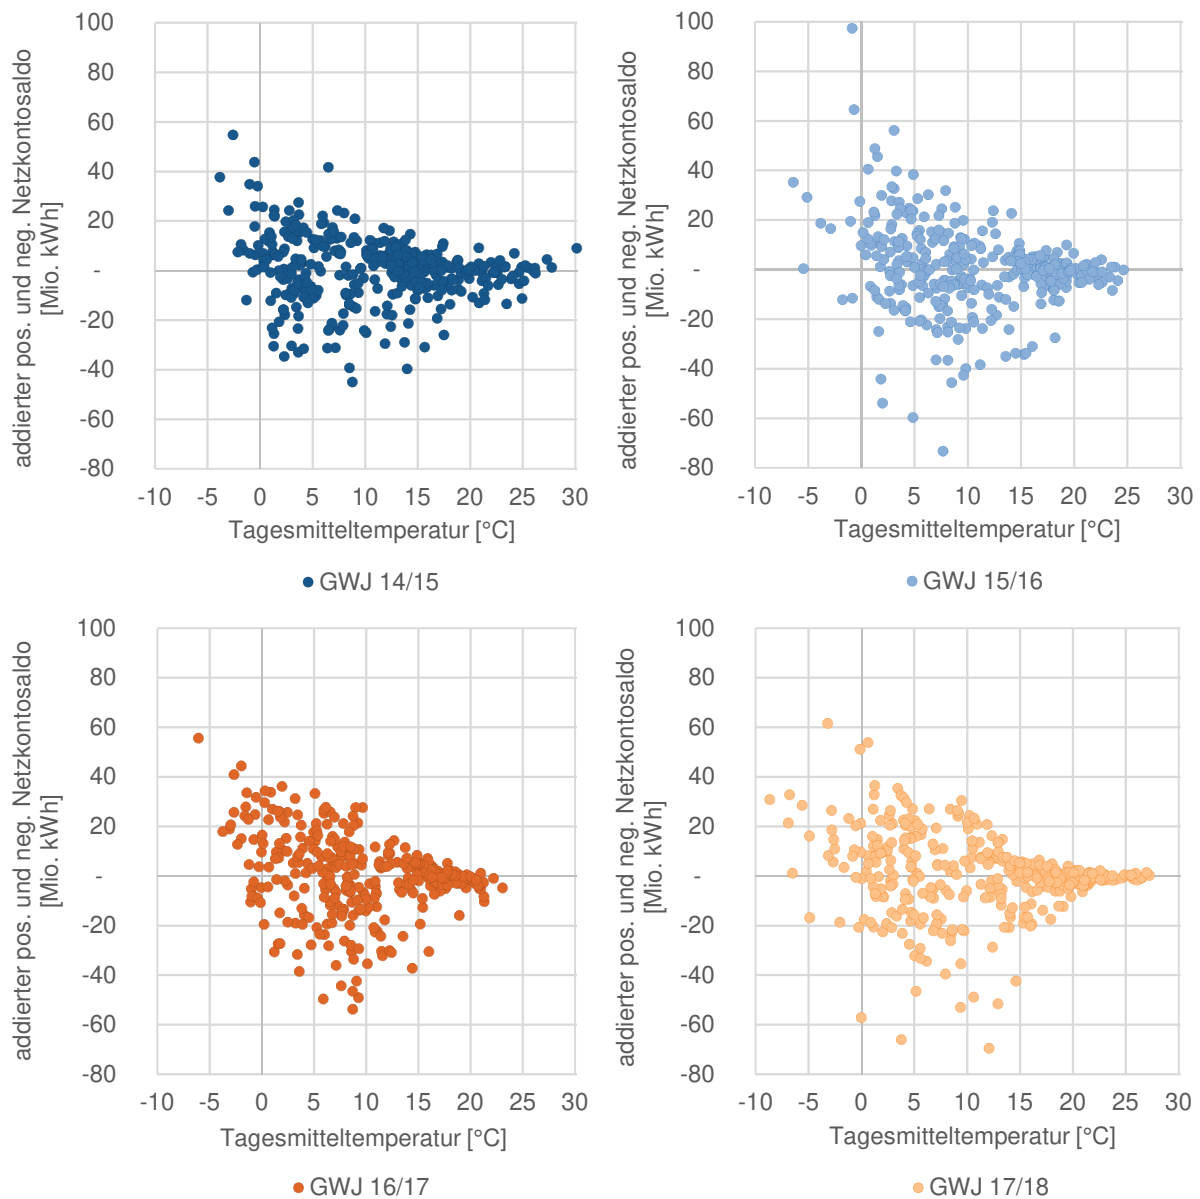 addierter pos. und neg. Netzkontosaldo
[Mio. kWh]
100
80
60
40
20
-
-20
-40
-60
-80
-10 -5 0 5 10 15 20 25 30
Tagesmitteltemperatur [°C]
GWJ 14/15
addierter pos. und neg. Netzkontosaldo
[Mio. kWh]
100
80
60
40
20
-
-20
-40
-60
-80
-10 -5 0 5 10 15 20 25 30
Tagesmitteltemperatur [°C]
GWJ 15/16
addierter pos. und neg. Netzkontosaldo
[Mio. kWh]
100
80
60
40
20
-
-20
-40
-60
-80
-10 -5 0 5 10 15 20 25 30
Tagesmitteltemperatur [°C]
GWJ 16/17
addierter pos. und neg. Netzkontosaldo
[Mio. kWh]
100
80
60
40
20
-
-20
-40
-60
-80
-10 -5 0 5 10 15 20 25 30
Tagesmitteltemperatur [°C]
GWJ 17/18